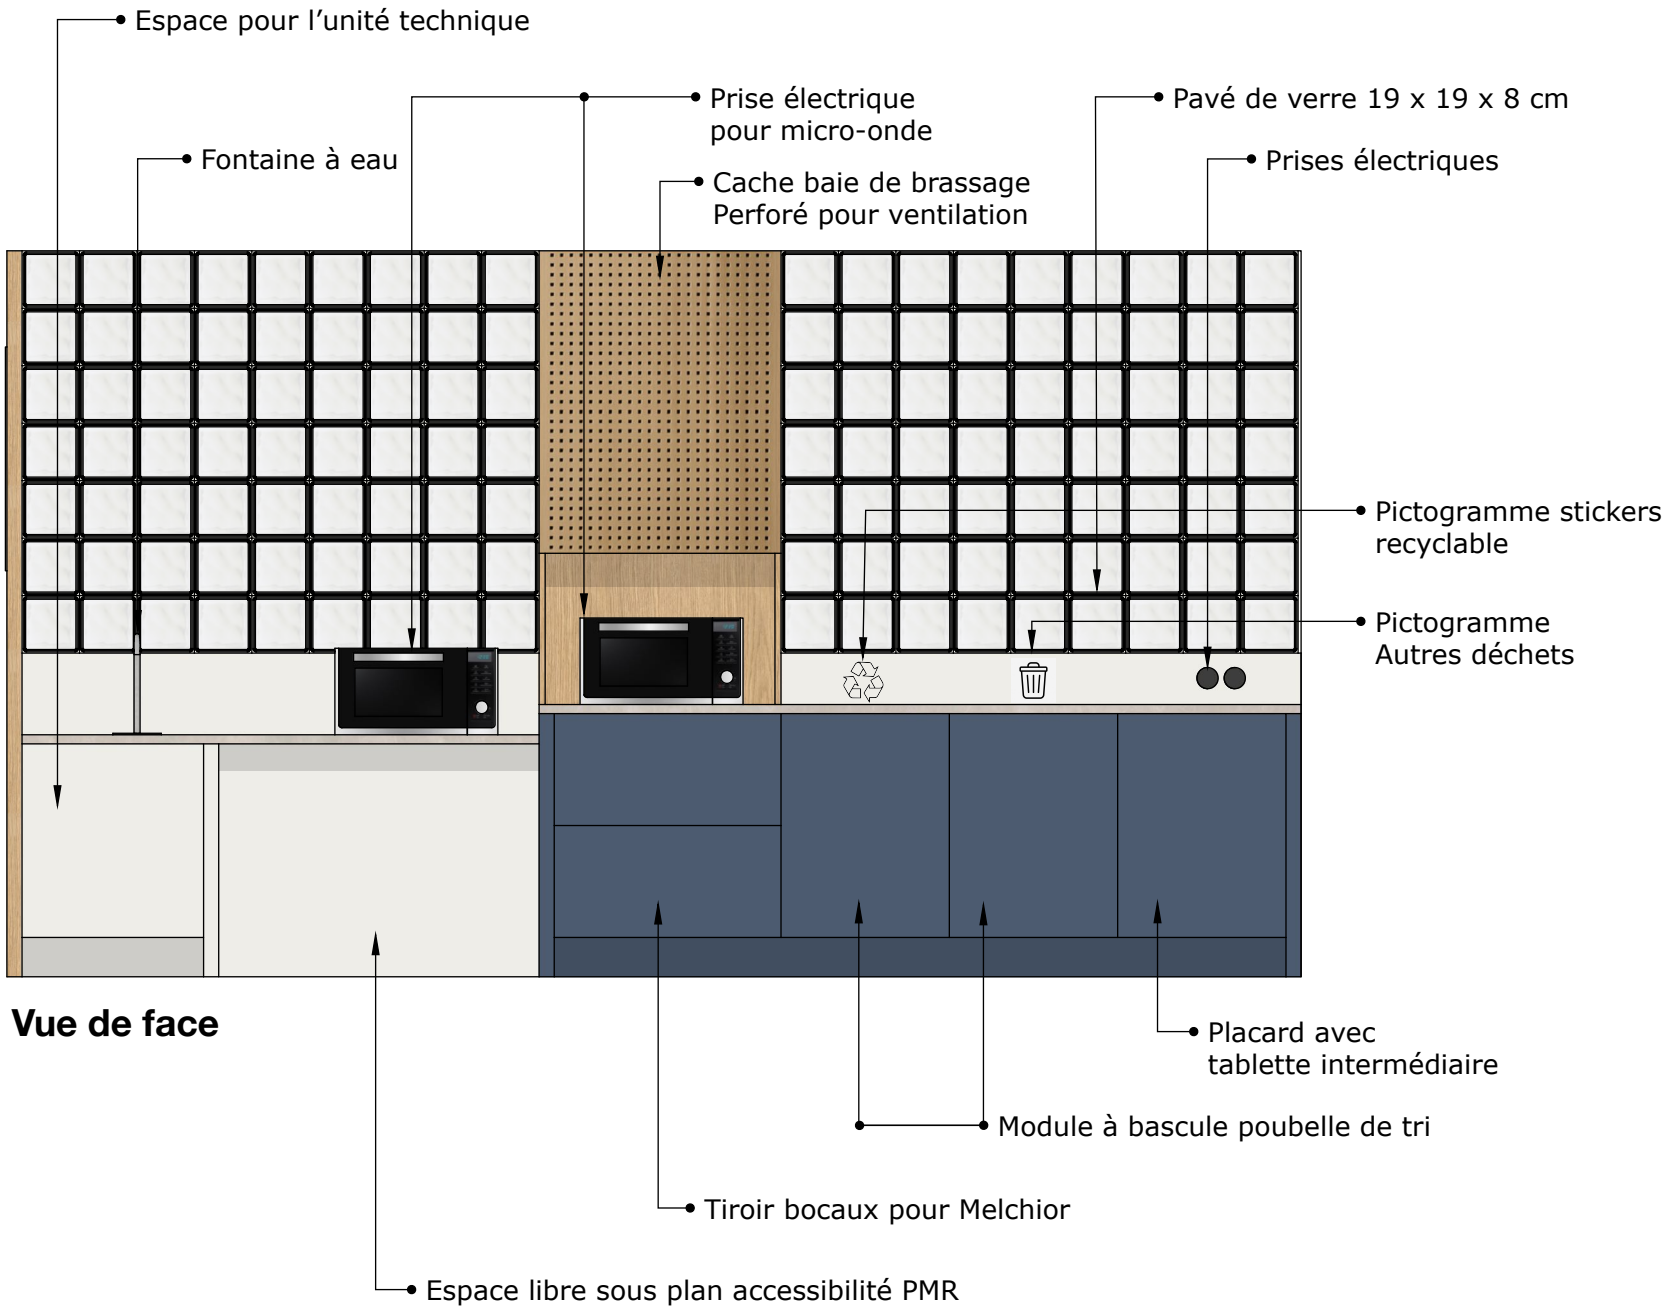 Espace pour l’unité technique
Prise électrique
pour micro-onde
Pavé de verre 19 x 19 x 8 cm
Fontaine à eau
Prises électriques
Cache baie de brassage
Perforé pour ventilation
Pictogramme stickers
recyclable
Pictogramme
Autres déchets
Vue de face
Placard avec
tablette intermédiaire
Module à bascule poubelle de tri
Tiroir bocaux pour Melchior
Espace libre sous plan accessibilité PMR